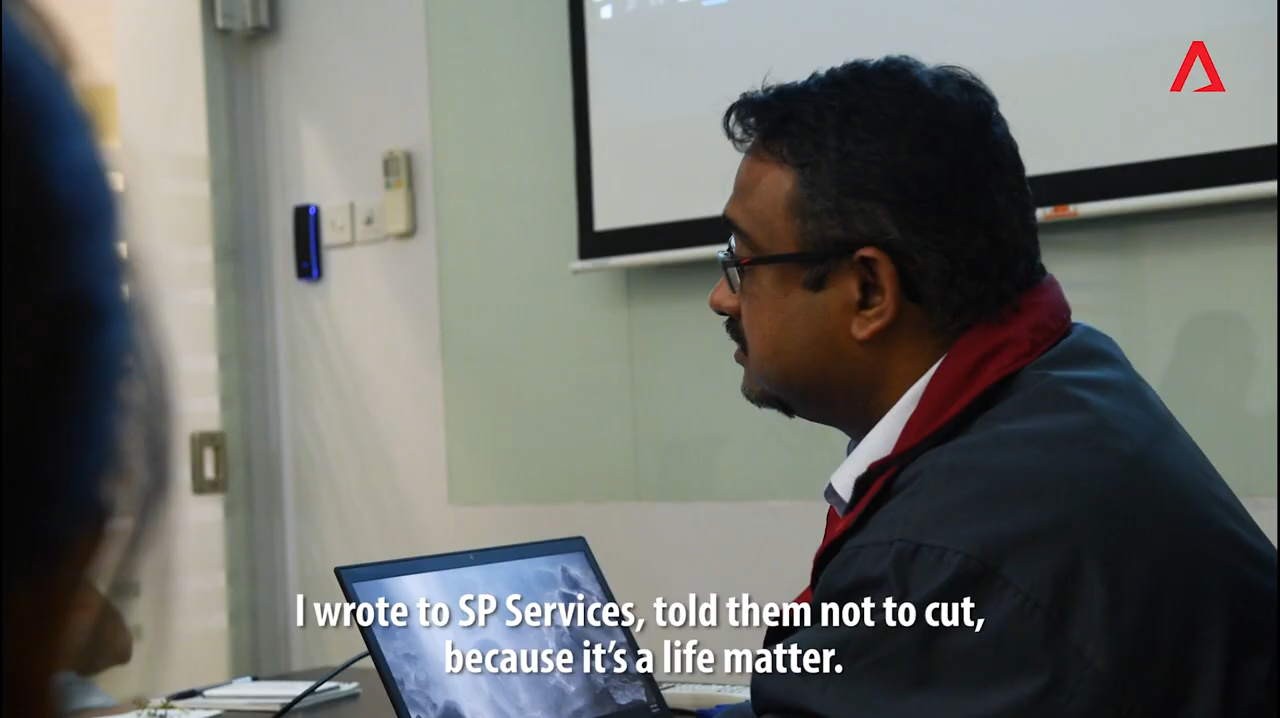 I wrote to SP Services, told them not to cut,
because it's a life matter.